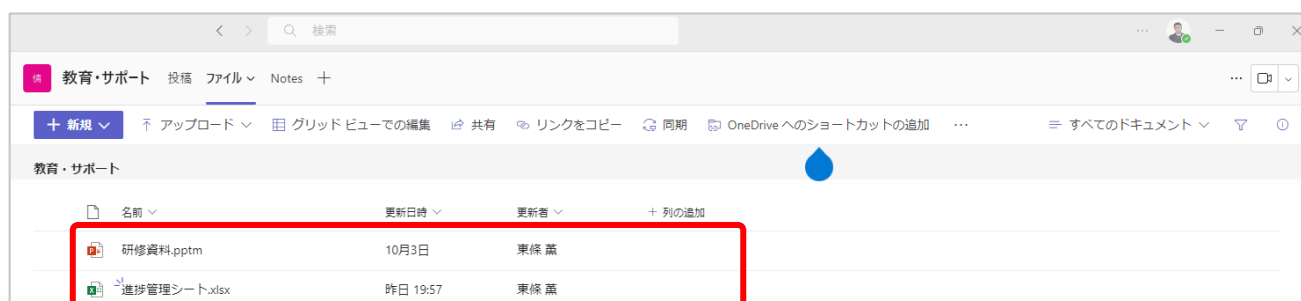 検索
情 教育・サポート 投稿 ファイル Notes
新規 アップロード グリッド ビューでの編集 共有 リンクをコピー 同期 OneDrive へのショートカットの追加 … すべてのドキュメント
教育・サポート
名前 更新日時 更新者 + 列の追加
研修資料.pptm 10月3日 東條 薫
進捗管理シート.xlsx 昨日 19:57 東條 薫